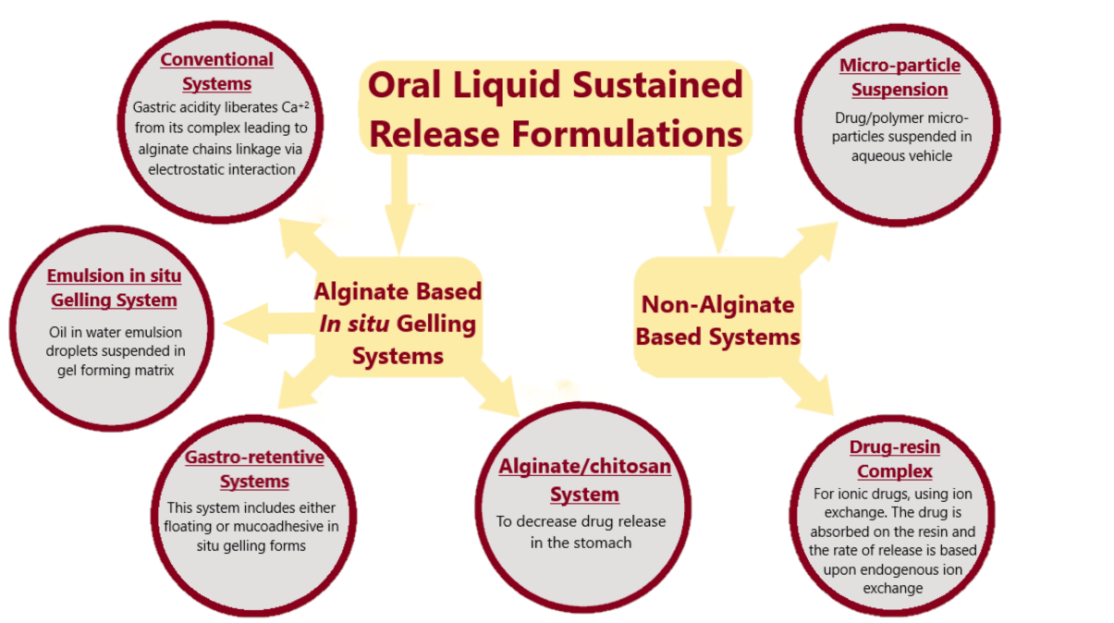 Oral Liquid Sustained
Release Formulations
Conventional
Systems
Gastric acidity liberates Ca⁺²
from its complex leading to
alginate chains linkage via
electrostatic interaction
Micro-particle
Suspension
Drug/polymer micro-
particles suspended in
aqueous vehicle
Emulsion in situ
Gelling System
Oil in water emulsion
droplets suspended in
gel forming matrix
Alginate Based
In situ Gelling
Systems
Non-Alginate
Based Systems
Gastro-retentive
Systems
This system includes either
floating or mucoadhesive in
situ gelling forms
Alginate/chitosan
System
To decrease drug release
in the stomach
Drug-resin
Complex
For ionic drugs, using ion
exchange. The drug is
absorbed on the resin and
the rate of release is based
upon endogenous ion
exchange